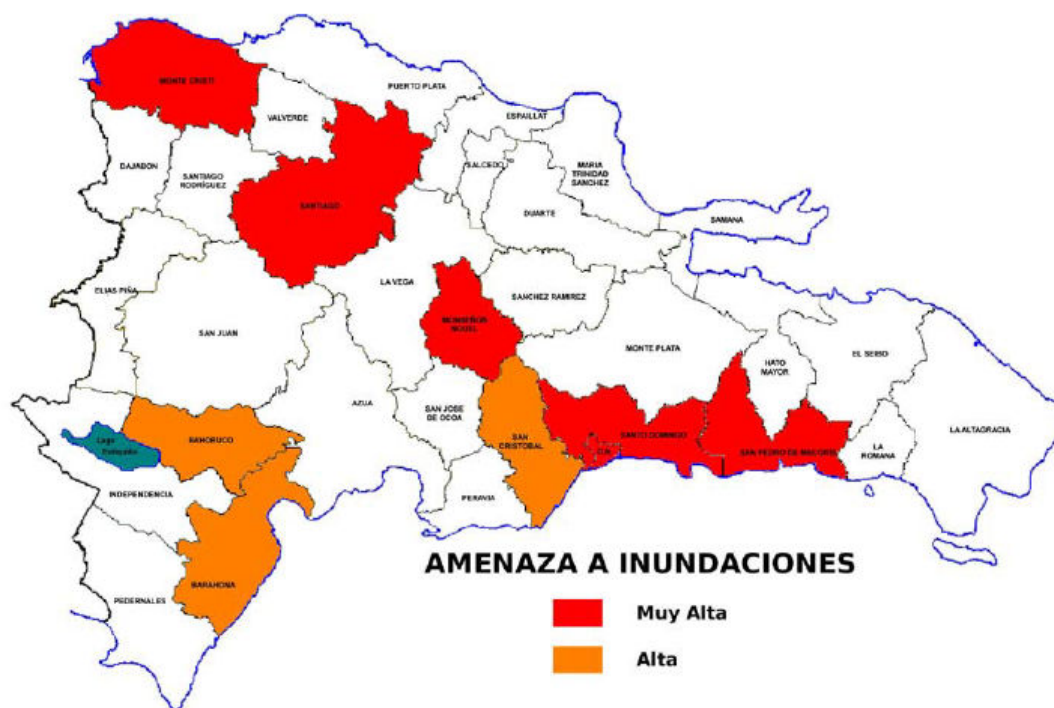 MONTE CRISTI
PUERTO PLATA
VALVERDE
ESPAILLAT
DAJABON
SANTIAGO
RODRÍGUEZ
SALCEDO
MARIA
TRINIDAD
SANCHEZ
SANTIAGO
DUARTE
SAMANA
ELIAS PIÑA
LA VEGA
SANCHEZ RAMIREZ
SAN JUAN
MONSEÑOR
NOUEL
MONTE PLATA
HATO
MAYOR
EL SEIBO
AZUA
SAN JOSE
DE OCOA
SAN
CRISTOBAL
SANTO DOMINGO
D.N.
SAN PEDRO DE MACORIS
LA
ROMANA
LA ALTAGRACIA
BAHORUCO
Lago
Enriquillo
INDEPENDENCIA
PERAVIA
BARAHONA
PEDERNALES
AMENAZA A INUNDACIONES
Muy Alta
Alta